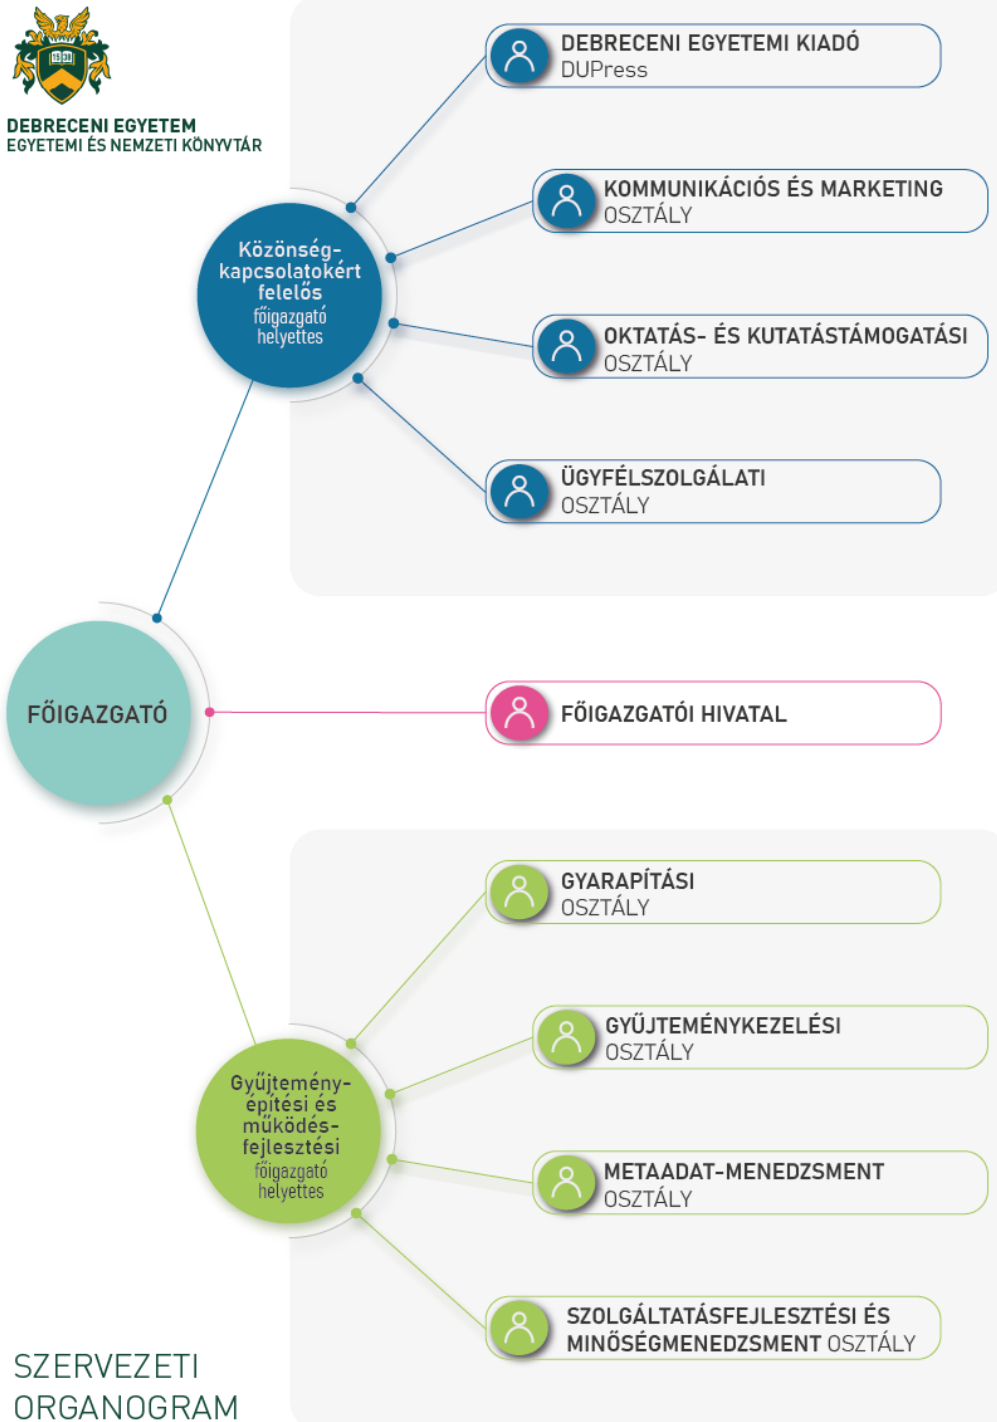 DEBRECENI EGYETEM
EGYETEMI ÉS NEMZETI KÖNYVTÁR
DEBRECENI EGYETEMI KIADÓ
DUPress
KOMMUNIKÁCIÓS ÉS MARKETING
OSZTÁLY
Közönség-
kapcsolatokért
felelős
főigazgató
helyettes
OKTATÁS- ÉS KUTATÁSTÁMOGATÁSI
OSZTÁLY
ÜGYFÉLSZOLGÁLATI
OSZTÁLY
FŐIGAZGATÓ
FŐIGAZGATÓI HIVATAL
GYARAPÍTÁSI
OSZTÁLY
GYŰJTEMÉNYKEZELÉSI
OSZTÁLY
Gyűjtemény-
építési és
működés-
fejlesztési
főigazgató
helyettes
METAADAT-MENEDZSMENT
OSZTÁLY
SZOLGÁLTATÁSFEJLESZTÉSI ÉS
MINŐSÉGMENEDZSMENT OSZTÁLY
SZERVEZETI
ORGANOGRAM